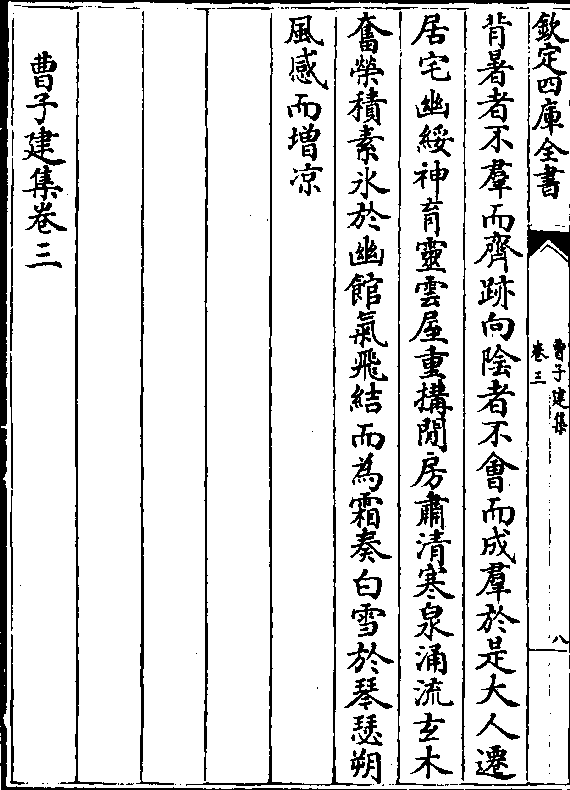 欽定四庫全書
曹子建集
卷三
八
背暑者不羣而齊跡向陰者不㑹而成羣於是大人遷
居宅幽綏神育靈雲屋重搆閒房肅清寒泉涌流玄木
奮榮積素氷於幽館氣飛結而為霜奏白雪於琴瑟朔
風感而增凉
曹子建集卷三